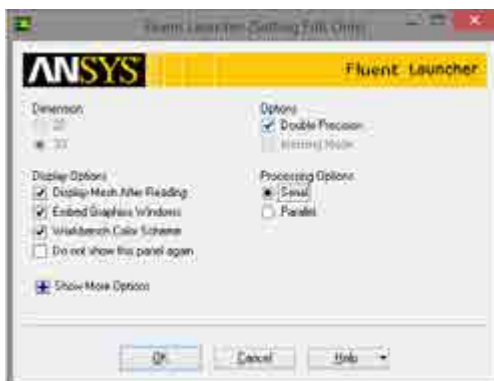 Fluent Launcher (Setting Edit Only)
ANSYS
Fluent Launcher
Dimension
2D
3D
Options
Double Precision
Meshing Mode
Display Options
Display Mesh After Reading
Embed Graphics Windows
Workbench Color Scheme
Do not show this panel again
Processing Options
Serial
Parallel
Show More Options
OK
Cancel
Help